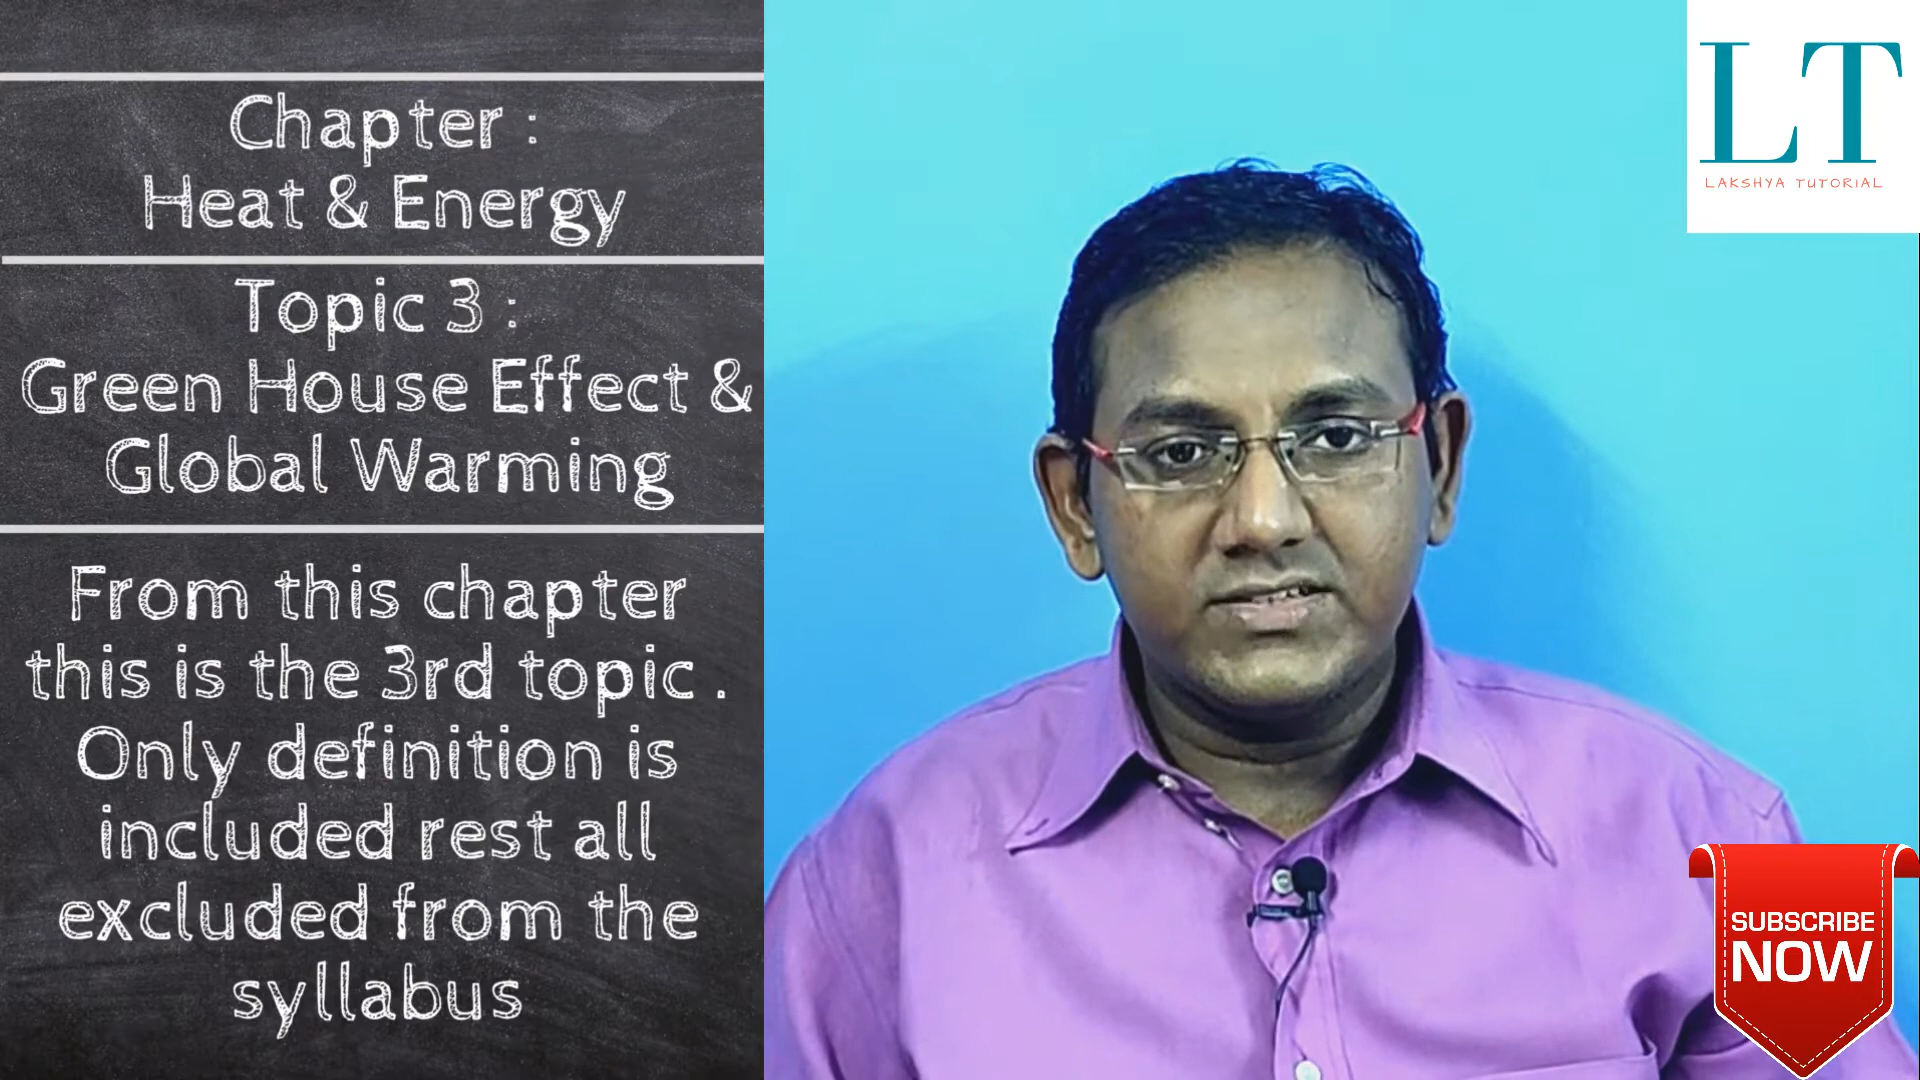 Chapter :
Heat & Energy
Topic 3 :
Green House Effect &
Global Warming
From this chapter
this is the 3rd topic .
Only definition is
included rest all
excluded from the
syllabus
LT
LAKSHYA TUTORIAL
SUBSCRIBE
NOW